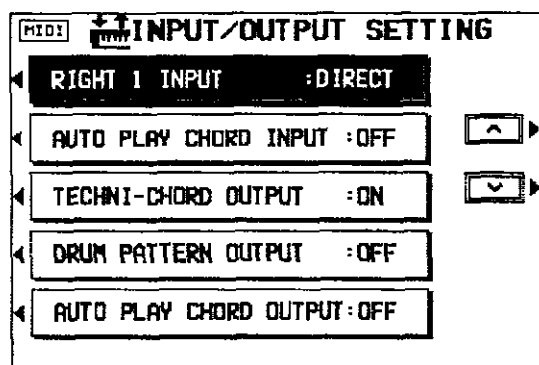 MIDI INPUT/OUTPUT SETTING
RIGHT 1 INPUT :DIRECT
AUTO PLAY CHORD INPUT :OFF
TECHNI-CHORD OUTPUT :ON
DRUM PATTERN OUTPUT :OFF
AUTO PLAY CHORD OUTPUT:OFF